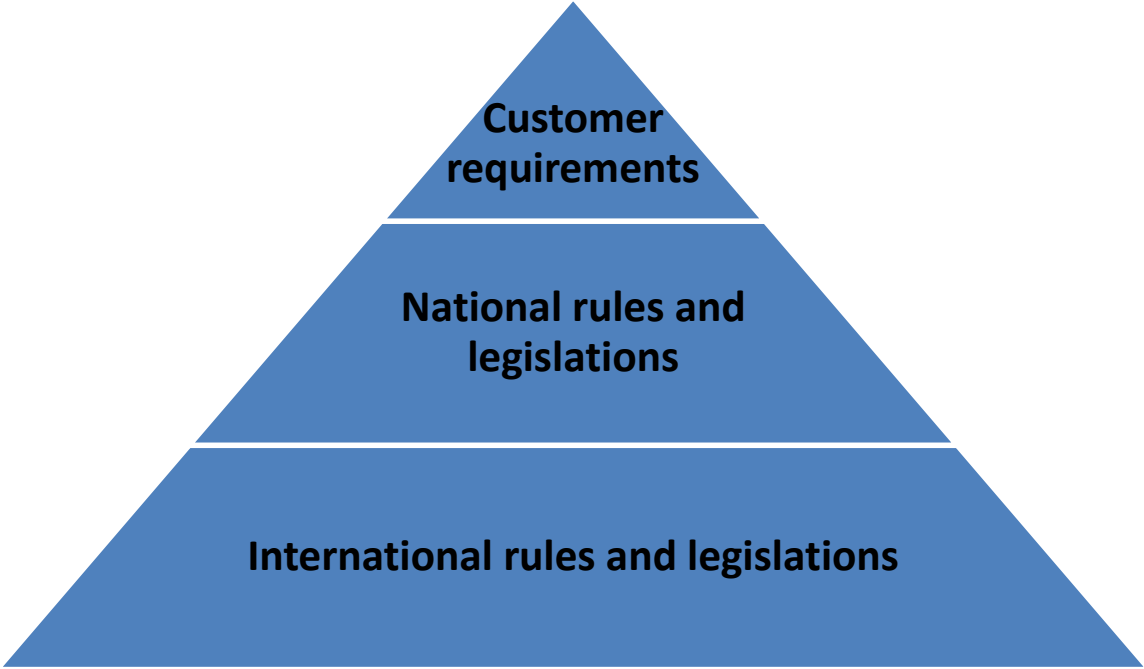 Customer
requirements
National rules and
legislations
International rules and legislations